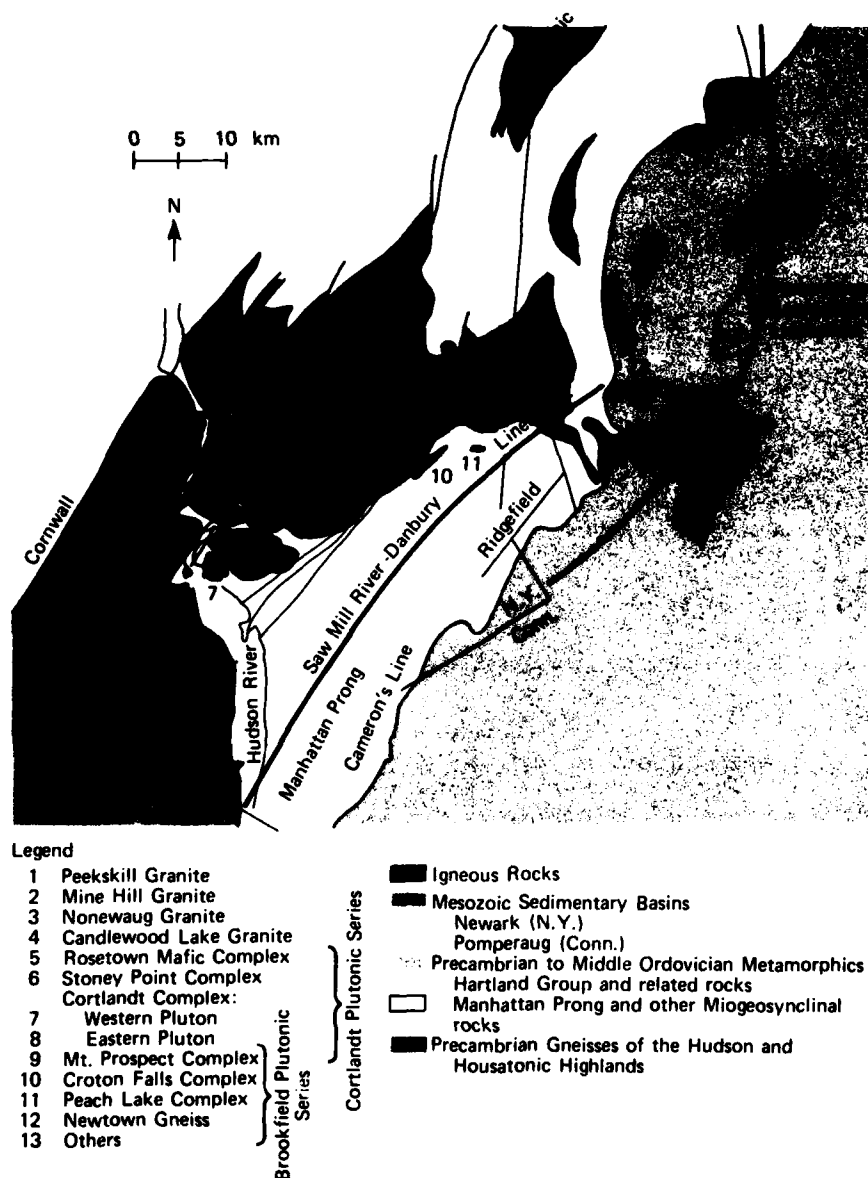 ic
0 5 10 km
N
Cornwall
10
11
Line
Saw Mill River-Danbury
Ridgefield
7
Hudson River
N.Y.
Conn.
Manhattan Prong
Cameron's Line
Legend
1 Peekskill Granite
2 Mine Hill Granite
3 Nonewaug Granite
4 Candlewood Lake Granite
5 Rosetown Mafic Complex
6 Stoney Point Complex
Cortlandt Complex:
7 Western Pluton
8 Eastern Pluton
9 Mt. Prospect Complex
10 Croton Falls Complex
11 Peach Lake Complex
12 Newtown Gneiss
13 Others
Brookfield Plutonic
Series
Cortlandt Plutonic Series
Igneous Rocks
Mesozoic Sedimentary Basins
Newark (N.Y.)
Pomperaug (Conn.)
Precambrian to Middle Ordovician Metamorphics
Hartland Group and related rocks
Manhattan Prong and other Miogeosynclinal
rocks
Precambrian Gneisses of the Hudson and
Housatonic Highlands